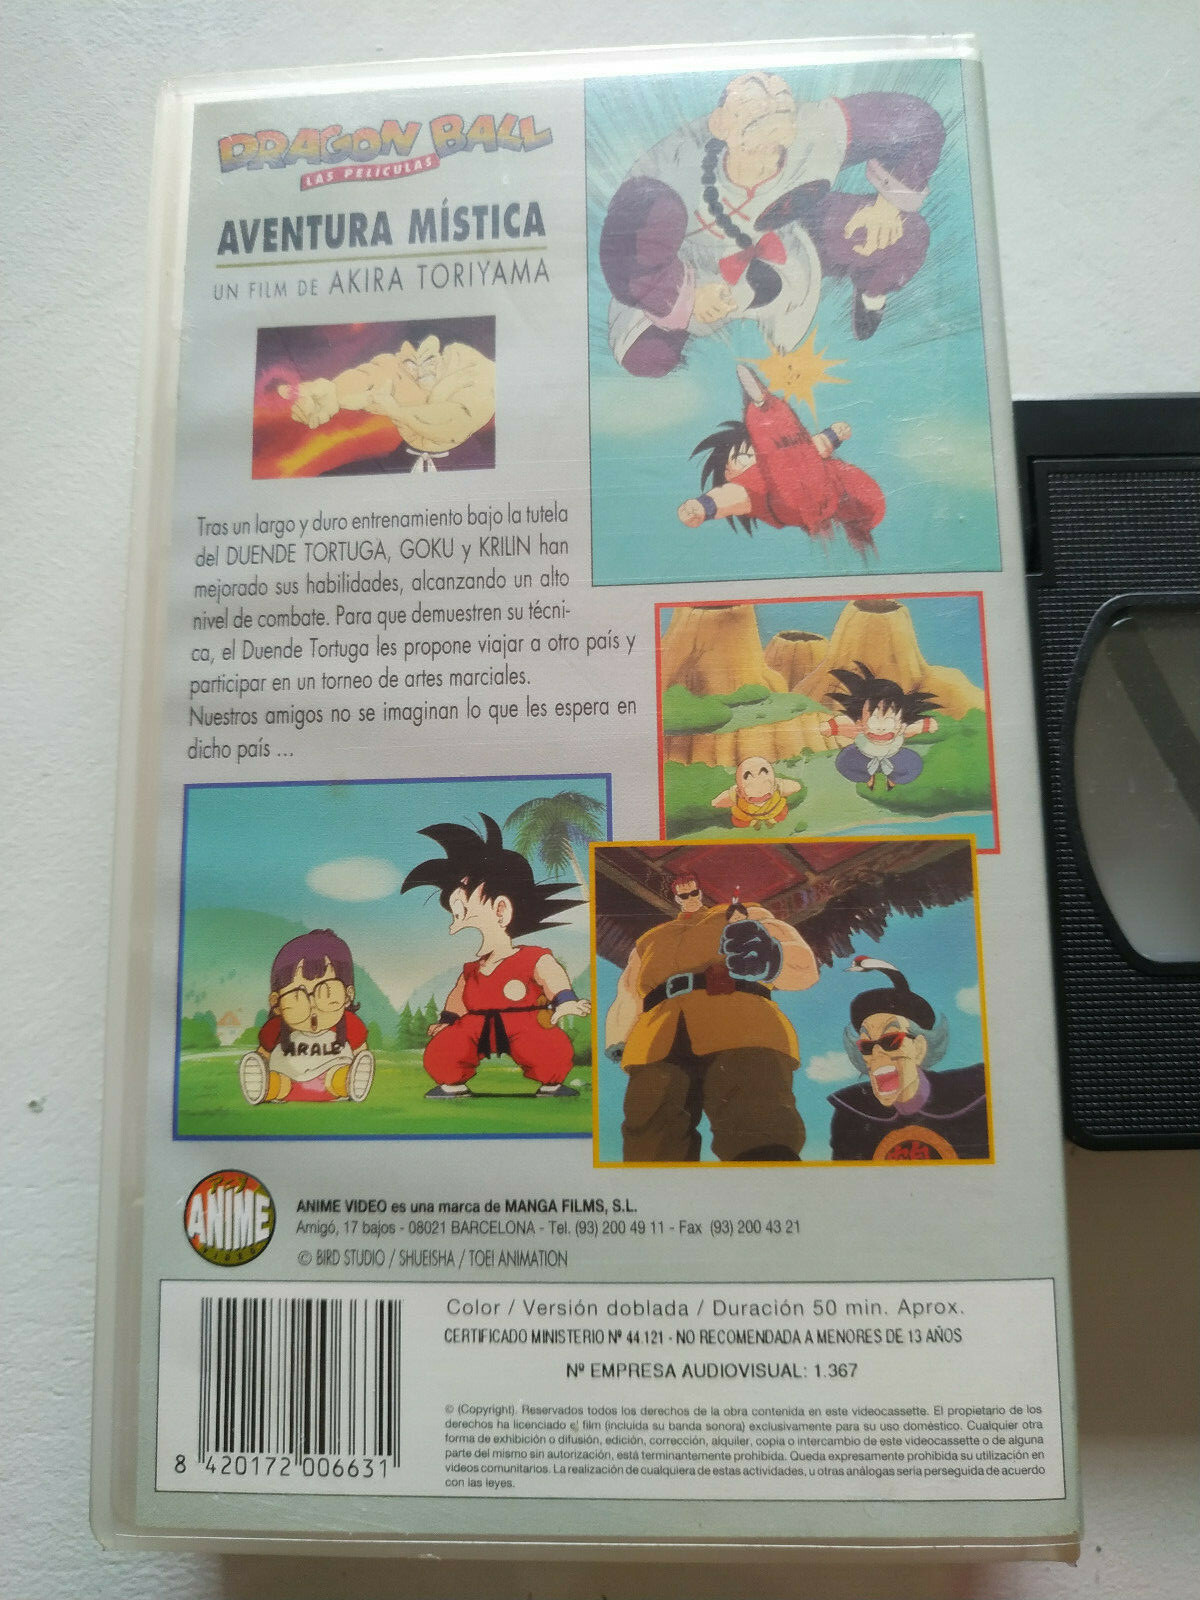 DRAGON BALL
LAS PELICULAS
AVENTURA MÍSTICA
UN FILM DE AKIRA TORIYAMA
Tras un largo y duro entrenamiento bajo la tutela
del DUENDE TORTUGA, GOKU y KRILIN han
mejorado sus habilidades, alcanzando un alto
nivel de combate. Para que demuestren su técni-
ca, el Duende Tortuga les propone viajar a otro país y
participar en un torneo de artes marciales.
Nuestros amigos no se imaginan lo que les espera en
dicho país ...
ARALE
ANIME
VIDEO
ANIME VIDEO es una marca de MANGA FILMS, S.L.
Amigó, 17 bajos - 08021 BARCELONA - Tel. (93) 200 49 11 - Fax (93) 200 43 21
© BIRD STUDIO / SHUEISHA / TOEI ANIMATION
Color / Versión doblada / Duración 50 min. Aprox.
CERTIFICADO MINISTERIO Nº 44.121 - NO RECOMENDADA A MENORES DE 13 AÑOS
Nº EMPRESA AUDIOVISUAL: 1.367
© (Copyright). Reservados todos los derechos de la obra contenida en este videocassette. El propietario de los
derechos ha licenciado el film (incluida su banda sonora) exclusivamente para su uso doméstico. Cualquier otra
forma de exhibición o difusión, edición, corrección, alquiler, copia o intercambio de este videocassette o de alguna
parte del mismo sin autorización, está terminantemente prohibida. Queda expresamente prohibida su utilización en
videos comunitarios. La realización de cualquiera de estas actividades, u otras análogas seria perseguida de acuerdo
con las leyes.
8 420172 006631